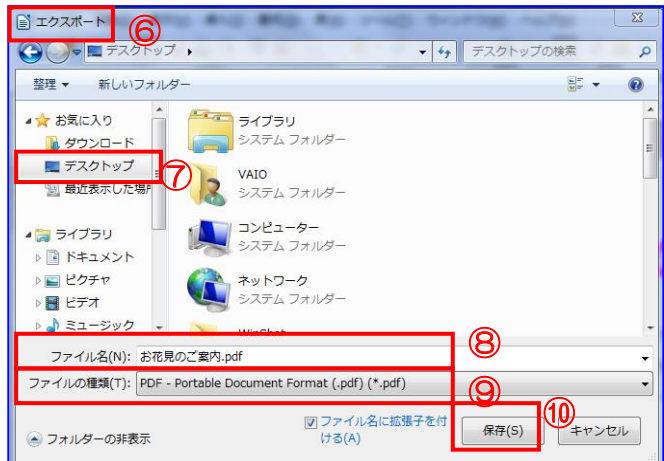 エクスポート
⑥
デスクトップ
デスクトップの検索
整理 新しいフォルダー
お気に入り
ダウンロード
デスクトップ
⑦
最近表示した場所
ライブラリ
ドキュメント
ピクチャ
ビデオ
ミュージック
ライブラリ
システム フォルダー
VAIO
システム フォルダー
コンピューター
システム フォルダー
ネットワーク
システム フォルダー
ファイル名(N): お花見のご案内.pdf
⑧
ファイルの種類(T): PDF - Portable Document Format (.pdf) (*.pdf)
⑨
フォルダーの非表示
ファイル名に拡張子を付
ける(A)
保存(S)
⑩
キャンセル